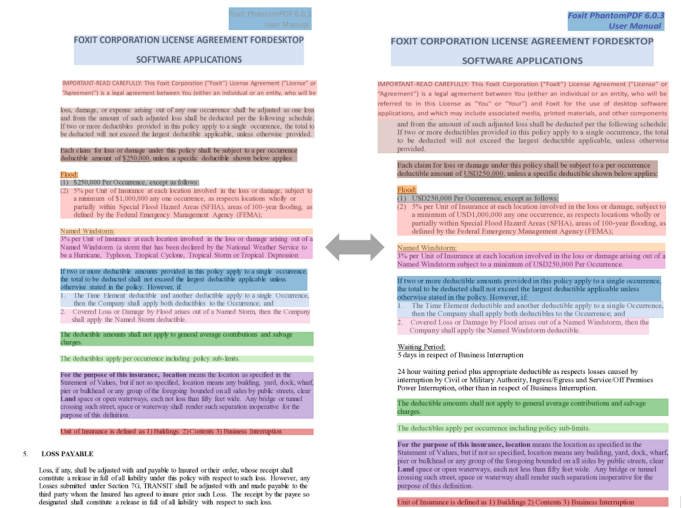 Foxit PhantomPDF 6.0.3
User Manual
FOXIT CORPORATION LICENSE AGREEMENT FORDESKTOP
SOFTWARE APPLICATIONS
IMPORTANT-READ CAREFULLY: This Foxit Corporation ("Foxit") License Agreement ("License" or
"Agreement") is a legal agreement between You (either an individual or an entity, who will be
loss, damage, or expense arising out of any one occurrence shall be adjusted as one loss
and from the amount of such adjusted loss shall be deducted per the following schedule.
If two or more deductibles provided in this policy apply to a single occurrence, the total to
be deducted will not exceed the largest deductible applicable, unless otherwise provided.
Each claim for loss or damage under this policy shall be subject to a per occurrence
deductible amount of $250,000, unless a specific deductible shown below applies:
Flood:
(1) $250,000 Per Occurrence, except as follows:
(2) 5% per Unit of Insurance at each location involved in the loss or damage, subject to
a minimum of $1,000,000 any one occurrence, as respects locations wholly or
partially within Special Flood Hazard Areas (SFHA), areas of 100-year flooding, as
defined by the Federal Emergency Management Agency (FEMA);
Named Windstorm:
3% per Unit of Insurance at each location involved in the loss or damage arising out of a
Named Windstorm (a storm that has been declared by the National Weather Service to
be a Hurricane, Typhoon, Tropical Cyclone, Tropical Storm or Tropical Depression
If two or more deductible amounts provided in this policy apply to a single occurrence,
the total to be deducted shall not exceed the largest deductible applicable unless
otherwise stated in the policy. However, if:
1. The Time Element deductible and another deductible apply to a single Occurrence,
then the Company shall apply both deductibles to the Occurrence; and
2. Covered Loss or Damage by Flood arises out of a Named Storm, then the Company
shall apply the Named Storm deductible.
The deductible amounts shall not to general average contributions and salvage
charges.
The deductibles apply per occurrence including policy sub-limits.
For the purpose of this insurance, location means the location as specified in the
Statement of Values, but if not so specified, location means any building, yard, dock, wharf,
pier or bulkhead or any group of the foregoing bounded on all sides by public streets, clear
Land space or open waterways, each not less than fifty feet wide. Any bridge or tunnel
crossing such street, space or waterway shall render such separation inoperative for the
purpose of this definition.
Unit of Insurance is defined as 1) Buildings 2) Contents 3) Business Interruption
5. LOSS PAYABLE
Loss, if any, shall be adjusted with and payable to Insured or their order, whose receipt shall
constitute a release in full of all liability under this policy with respect to such loss. However, any
Losses submitted under Section 7G, TRANSIT shall be adjusted with and made payable to the
third party whom the Insured has agreed to insure prior such Loss. The receipt by the payee so
designated shall constitute a release in full of all liability with respect to such loss.
Foxit PhantomPDF 6.0.3
User Manual
FOXIT CORPORATION LICENSE AGREEMENT FORDESKTOP
SOFTWARE APPLICATIONS
IMPORTANT-READ CAREFULLY: This Foxit Corporation ("Foxit") License Agreement ("License" or
"Agreement") is a legal agreement between You (either an individual or an entity, who will be
referred to in this License as "You" or "Your") and Foxit for the use of desktop software
applications, and which may include associated media, printed materials, and other components
and from the amount of such adjusted loss shall be deducted per the following schedule.
If two or more deductibles provided in this policy apply to a single occurrence, the total
to be deducted will not exceed the largest deductible applicable, unless otherwise
provided.
Each claim for loss or damage under this policy shall be subject to a per occurrence
deductible amount of USD250,000, unless a specific deductible shown below applies:
Flood:
(1) USD250,000 Per Occurrence, except as follows:
(2) 5% per Unit of Insurance at each location involved in the loss or damage, subject to
a minimum of USD1,000,000 any one occurrence, as respects locations wholly or
partially within Special Flood Hazard Areas (SFHA), areas of 100-year flooding, as
defined by the Federal Emergency Management Agency (FEMA);
Named Windstorm:
3% per Unit of Insurance at each location involved in the loss or damage arising out of a
Named Windstorm subject to a minimum of USD250,000 Per Occurrence.
If two or more deductible amounts provided in this policy apply to a single occurrence,
the total to be deducted shall not exceed the largest deductible applicable unless
otherwise stated in the policy. However, if:
1. The Time Element deductible and another deductible apply to a single Occurrence,
then the Company shall apply both deductibles to the Occurrence; and
2. Covered Loss or Damage by Flood arises out of a Named Windstorm, then the
Company shall apply the Named Windstorm deductible.
Waiting Period:
5 days in respect of Business Interruption
24 hour waiting period plus appropriate deductible as respects losses caused by
interruption by Civil or Military Authority, Ingress/Egress and Service/Off Premises
Power Interruption, other than in respect of Business Interruption.
The deductible amounts shall not to general average contributions and salvage
charges.
The deductibles apply per occurrence including policy sub-limits.
For the purpose of this insurance, location means the location as specified in the
Statement of Values, but if not so specified, location means any building, yard, dock, wharf,
pier or bulkhead or any group of the foregoing bounded on all sides by public streets, clear
Land space or open waterways, each not less than fifty feet wide. Any bridge or tunnel
crossing such street, space or waterway shall render such separation inoperative for the
purpose of this definition.
Unit of Insurance is defined as 1) Buildings 2) Contents 3) Business Interruption